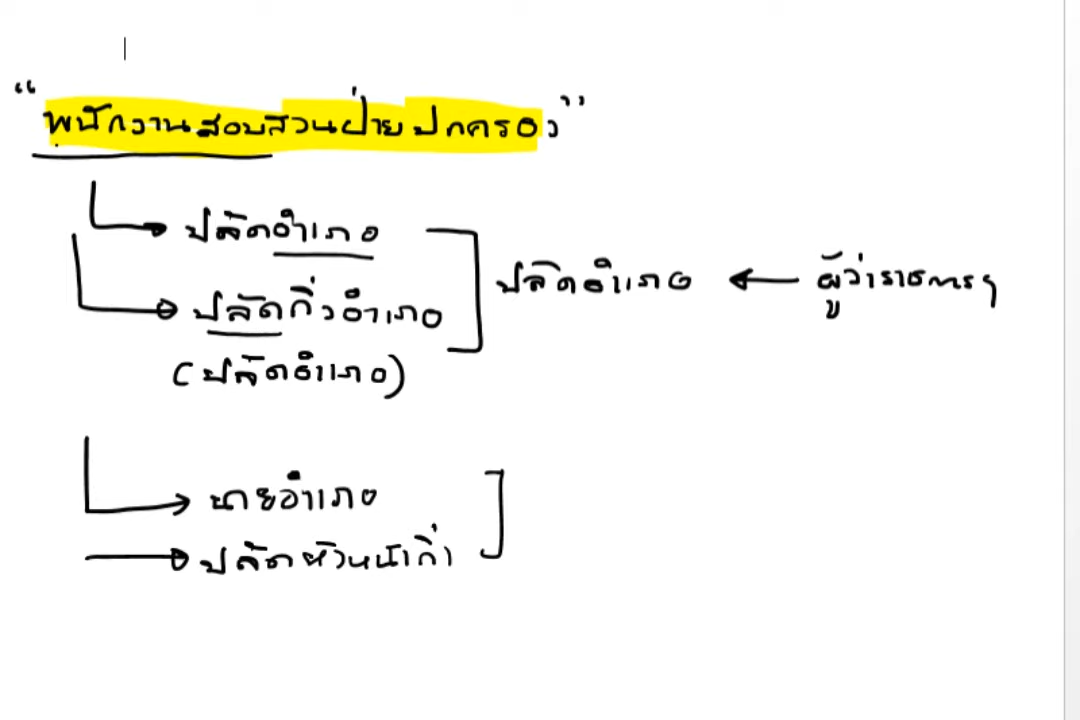 “พนักงานสอบสวนฝ่ายปกครอง”
ปลัดอำเภอ
ปลัดกิ่งอำเภอ
(ปลัดอำเภอ)
ปลัดอำเภอ ← ผู้ว่าราชการฯ
นายอำเภอ
ปลัดหัวหน้ากิ่ง